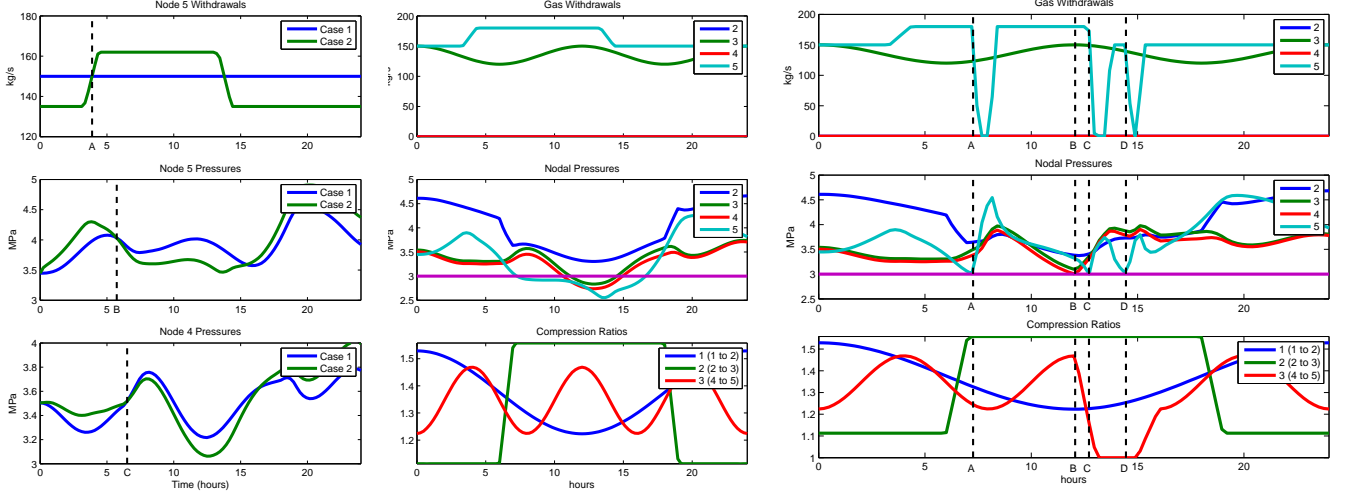 Node 5 Withdrawals
180
160
140
120
kg/s
Case 1
Case 2
0
A
5
10
15
20
Node 5 Pressures
5
4.5
4
3.5
3
MPa
Case 1
Case 2
0
5
B
10
15
20
Node 4 Pressures
4
3.8
3.6
3.4
3.2
3
MPa
Case 1
Case 2
0
5
C
10
15
20
Time (hours)
Gas Withdrawals
200
150
100
50
0
kg/s
2
3
4
5
0
5
10
15
20
Nodal Pressures
5
4.5
4
3.5
3
2.5
MPa
2
3
4
5
0
5
10
15
20
Compression Ratios
1.5
1.4
1.3
1.2
1 (1 to 2)
2 (2 to 3)
3 (4 to 5)
0
5
10
15
20
hours
Gas Withdrawals
200
150
100
50
0
kg/s
2
3
4
5
0
5
A
10
B
C
D
15
20
Nodal Pressures
5
4.5
4
3.5
3
2.5
MPa
2
3
4
5
0
5
A
10
B
C
D
15
20
Compression Ratios
1.5
1.4
1.3
1.2
1.1
1
1 (1 to 2)
2 (2 to 3)
3 (4 to 5)
0
5
A
10
B
C
D
15
20
hours